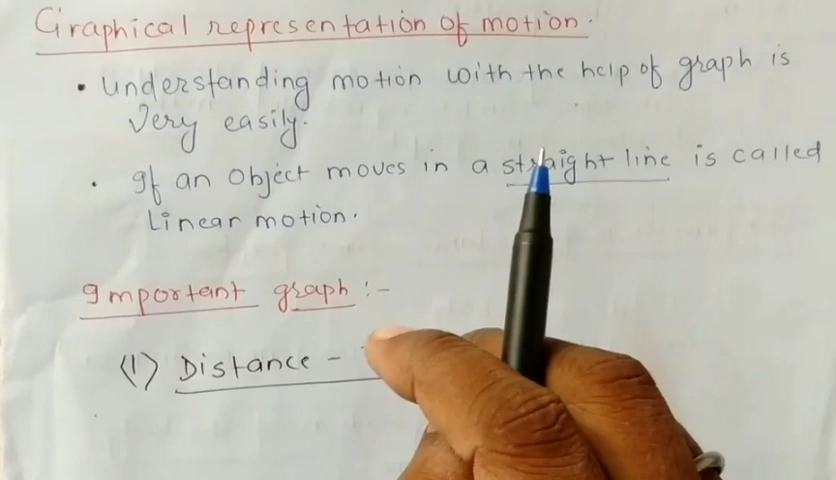 Graphical representation of motion.
• understanding motion with the help of graph is
very easily.
• If an object moves in a straight line is called
Linear motion.
Important graph :-
(1) Distance -